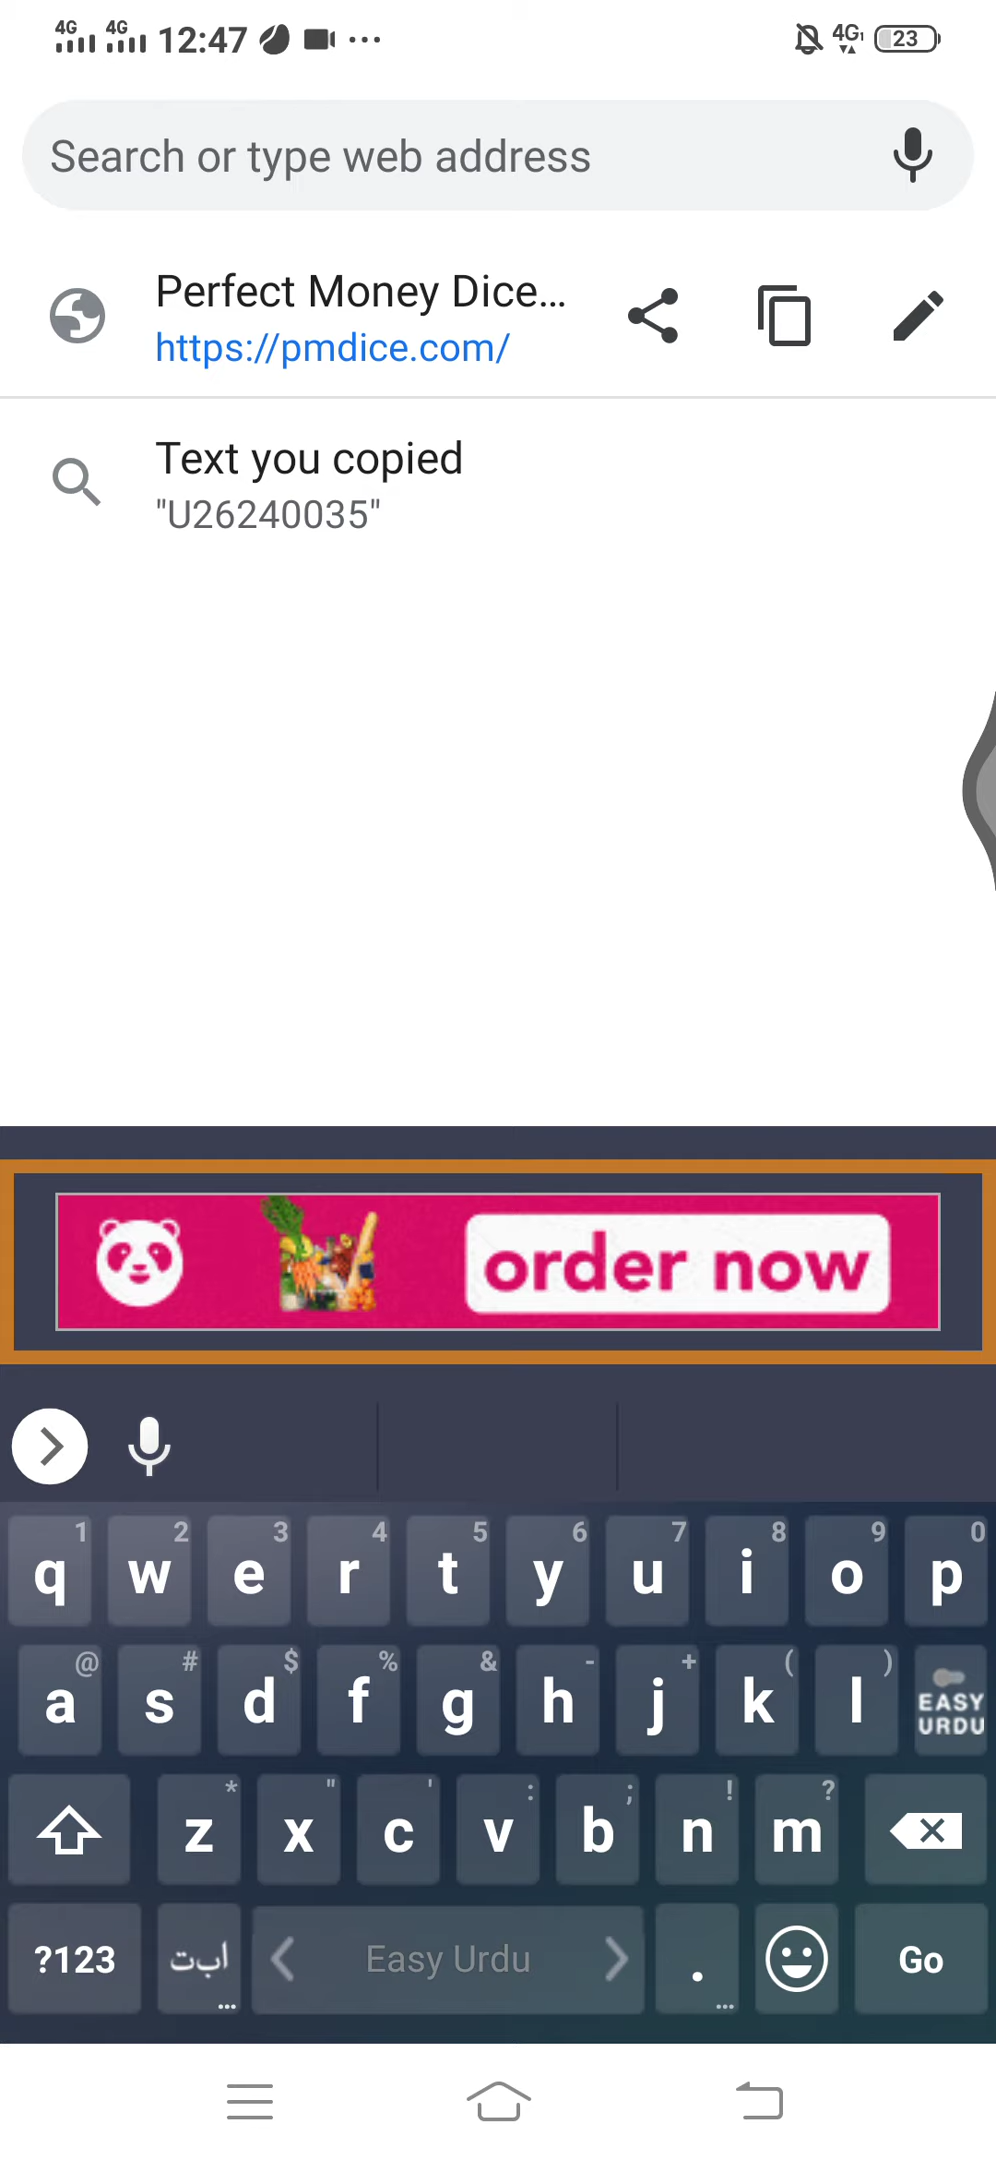 4G 4G 12:47 ... 4G1 23
Search or type web address
Perfect Money Dice...
https://pmdice.com/
Text you copied
"U26240035"
order now
1 2 3 4 5 6 7 8 9 0
q w e r t y u i o p
@ # $ % & - + ( )
a s d f g h j k l EASY URDU
* " ' : ; ! ?
z x c v b n m
?123 ا ب ت ... Easy Urdu . ... Go